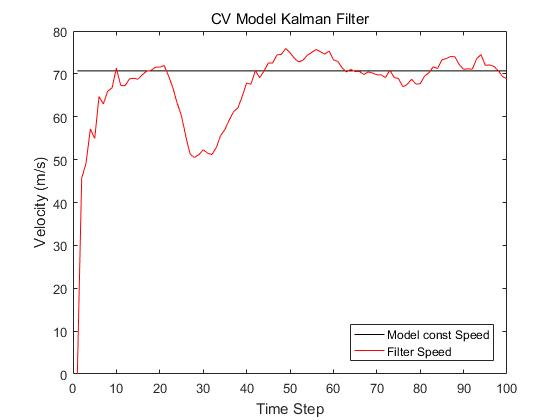 CV Model Kalman Filter
80
70
60
50
40
30
20
10
0
Velocity (m/s)
0 10 20 30 40 50 60 70 80 90 100
Time Step
Model const Speed
Filter Speed